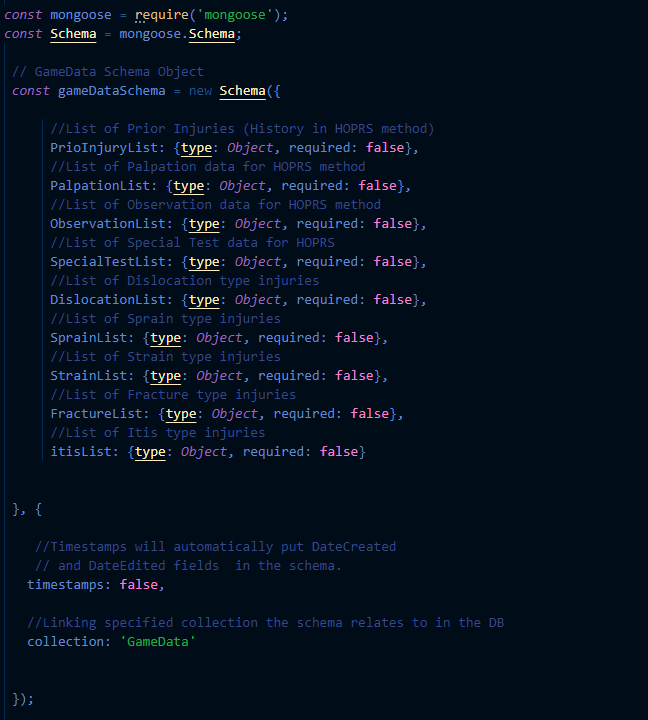 const mongoose = require('mongoose');
const Schema = mongoose.Schema;
// GameData Schema Object
const gameDataSchema = new Schema({
//List of Prior Injuries (History in HOPRS method)
PrioInjuryList: {type: Object, required: false},
//List of Palpation data for HOPRS method
PalpationList: {type: Object, required: false},
//List of Observation data for HOPRS method
ObservationList: {type: Object, required: false},
//List of Special Test data for HOPRS
SpecialTestList: {type: Object, required: false},
//List of Dislocation type injuries
DislocationList: {type: Object, required: false},
//List of Sprain type injuries
SprainList: {type: Object, required: false},
//List of Strain type injuries
StrainList: {type: Object, required: false},
//List of Fracture type injuries
FractureList: {type: Object, required: false},
//List of Itis type injuries
itisList: {type: Object, required: false}
}, {
//Timestamps will automatically put DateCreated
// and DateEdited fields  in the schema.
timestamps: false,
//Linking specified collection the schema relates to in the DB
collection: 'GameData'
});